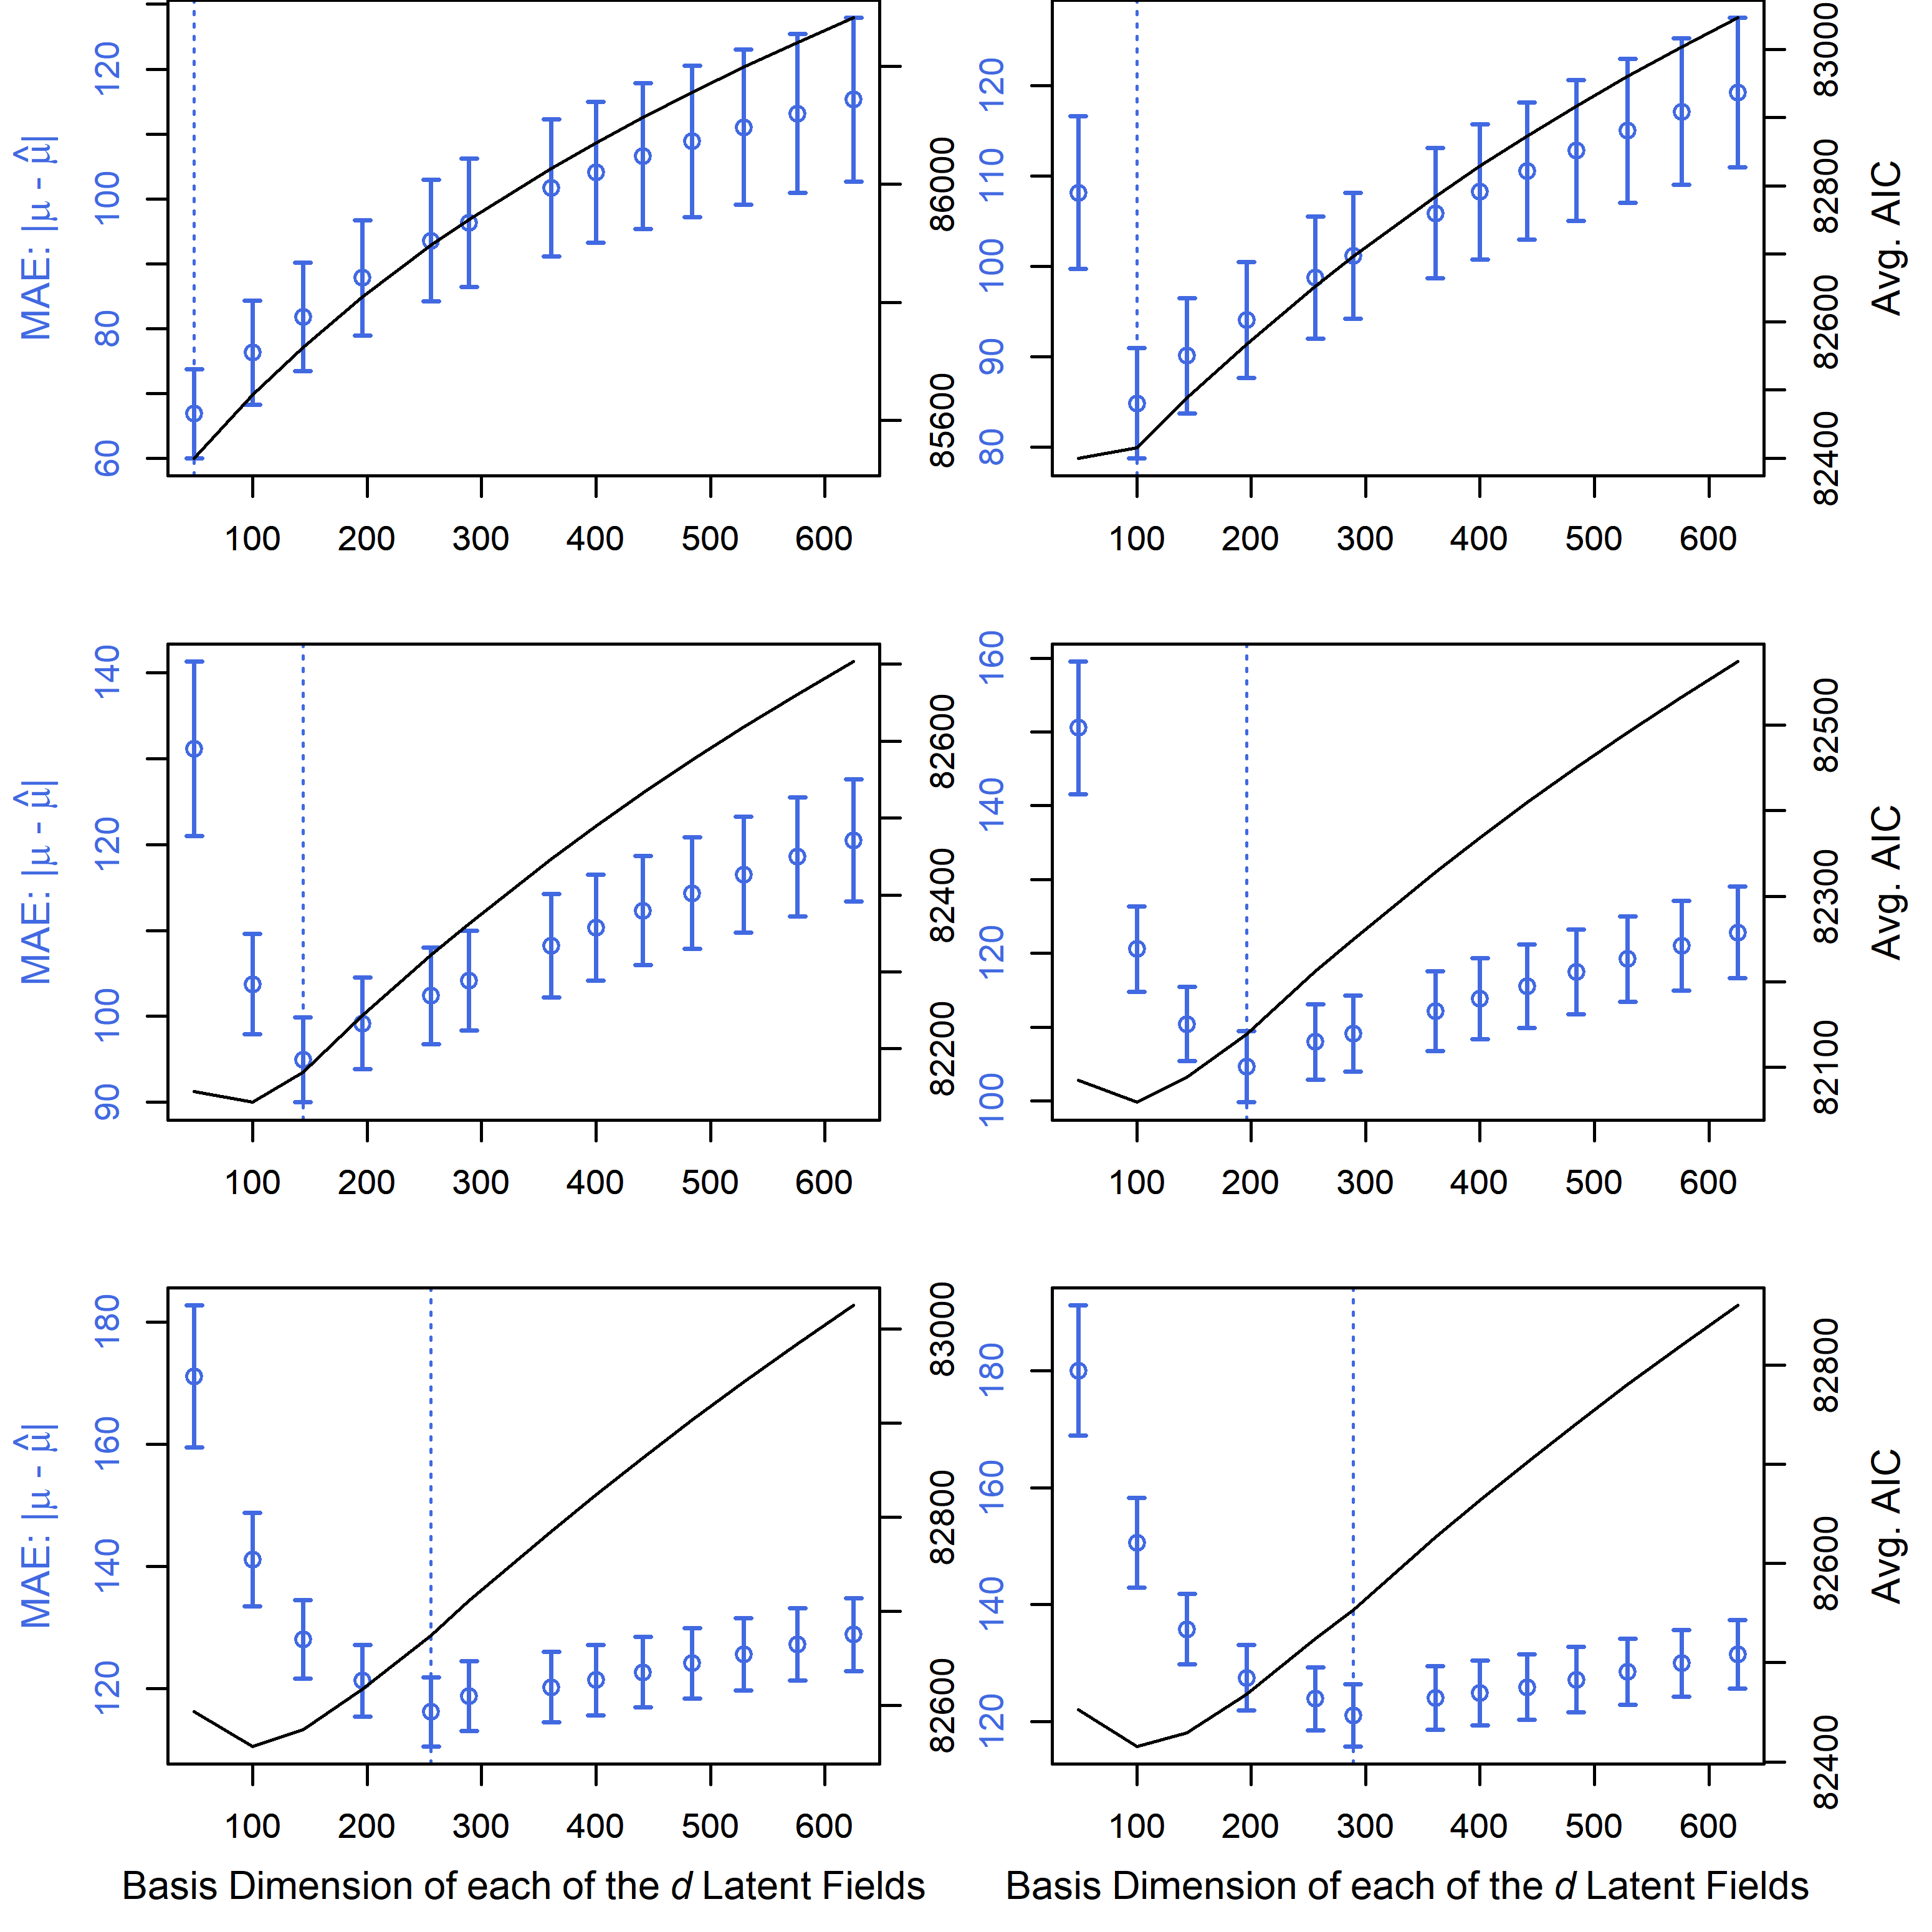 MAE: |μ - μ̂|
60 80 100 120
85600 86000
100 200 300 400 500 600
80 90 100 110 120
82400 82600 82800 83000
Avg. AIC
100 200 300 400 500 600
MAE: |μ - μ̂|
90 100 120 140
82200 82400 82600
100 200 300 400 500 600
100 120 140 160
82100 82300 82500
Avg. AIC
100 200 300 400 500 600
MAE: |μ - μ̂|
120 140 160 180
82600 82800 83000
100 200 300 400 500 600
Basis Dimension of each of the d Latent Fields
120 140 160 180
82400 82600 82800
Avg. AIC
100 200 300 400 500 600
Basis Dimension of each of the d Latent Fields